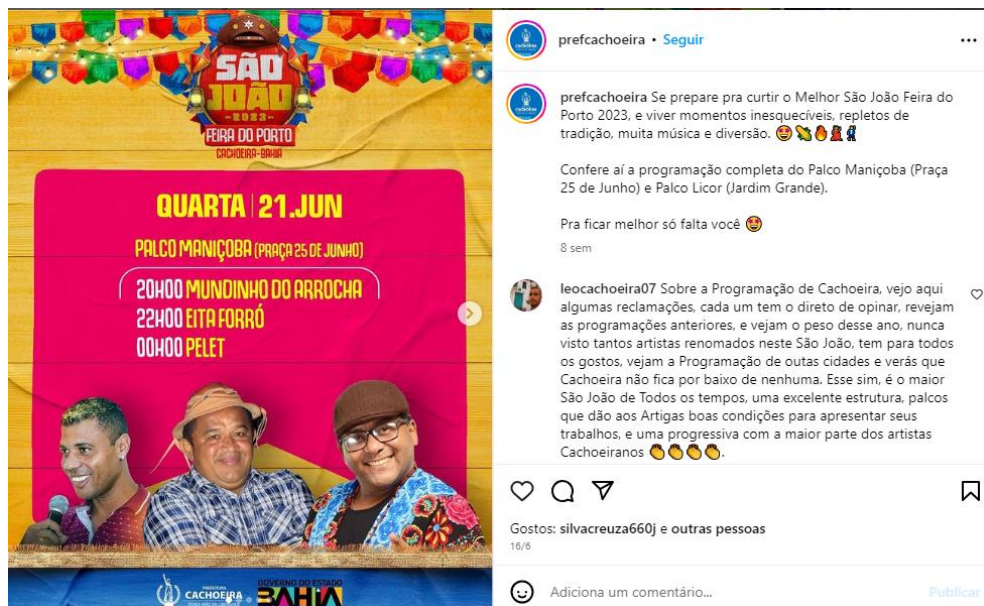 SÃO
JOÃO
-2023-
FEIRA DO PORTO
CACHOEIRA-BAHIA
QUARTA | 21.JUN
PALCO MANIÇOBA (PRAÇA 25 DE JUNHO)
20H00 MUNDINHO DO ARROCHA
22H00 EITA FORRÓ
00H00 PELET
PREFEITURA
CACHOEIRA
GOVERNO DO ESTADO
BAHIA
prefcachoeira • Seguir
prefcachoeira Se prepare pra curtir o Melhor São João Feira do
Porto 2023, e viver momentos inesquecíveis, repletos de
tradição, muita música e diversão. 🤩🌽🔥💃🕺
Confere aí a programação completa do Palco Maniçoba (Praça
25 de Junho) e Palco Licor (Jardim Grande).
Pra ficar melhor só falta você 🤩
8 sem
leocachoeira07 Sobre a Programação de Cachoeira, vejo aqui
algumas reclamações, cada um tem o direto de opinar, revejam
as programações anteriores, e vejam o peso desse ano, nunca
visto tantos artistas renomados neste São João, tem para todos
os gostos, vejam a Programação de outas cidades e verás que
Cachoeira não fica por baixo de nenhuma. Esse sim, é o maior
São João de Todos os tempos, uma excelente estrutura, palcos
que dão aos Artigas boas condições para apresentar seus
trabalhos, e uma progressiva com a maior parte dos artistas
Cachoeiranos 👏👏👏👏.
Gostos: silvacreuza660j e outras pessoas
16/6
Adiciona um comentário...
Publicar